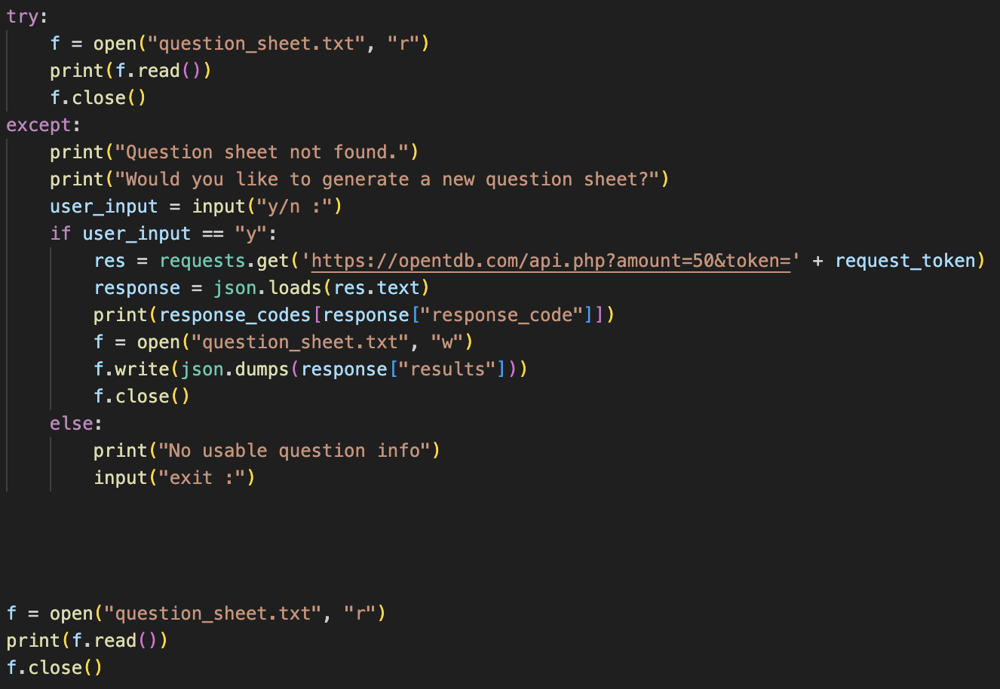 try:
    f = open("question_sheet.txt", "r")
    print(f.read())
    f.close()
except:
    print("Question sheet not found.")
    print("Would you like to generate a new question sheet?")
    user_input = input("y/n :")
    if user_input == "y":
        res = requests.get('https://opentdb.com/api.php?amount=50&token=' + request_token)
        response = json.loads(res.text)
        print(response_codes[response["response_code"]])
        f = open("question_sheet.txt", "w")
        f.write(json.dumps(response["results"]))
        f.close()
    else:
        print("No usable question info")
        input("exit :")
f = open("question_sheet.txt", "r")
print(f.read())
f.close()